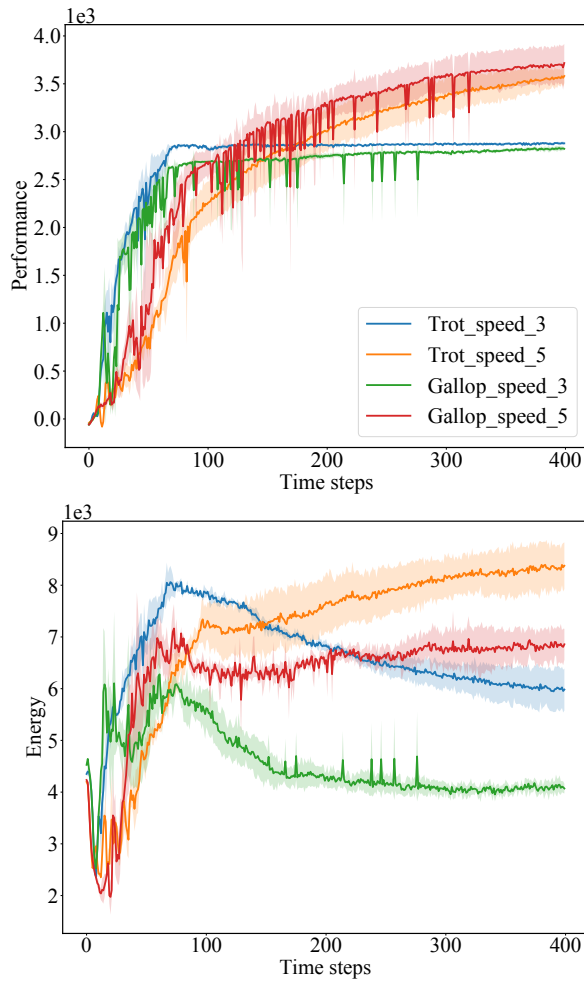 1e3
4.0
3.5
3.0
2.5
2.0
1.5
1.0
0.5
0.0
Performance
Trot_speed_3
Trot_speed_5
Gallop_speed_3
Gallop_speed_5
0 100 200 300 400
Time steps
1e3
9
8
7
6
5
4
3
2
Energy
0 100 200 300 400
Time steps